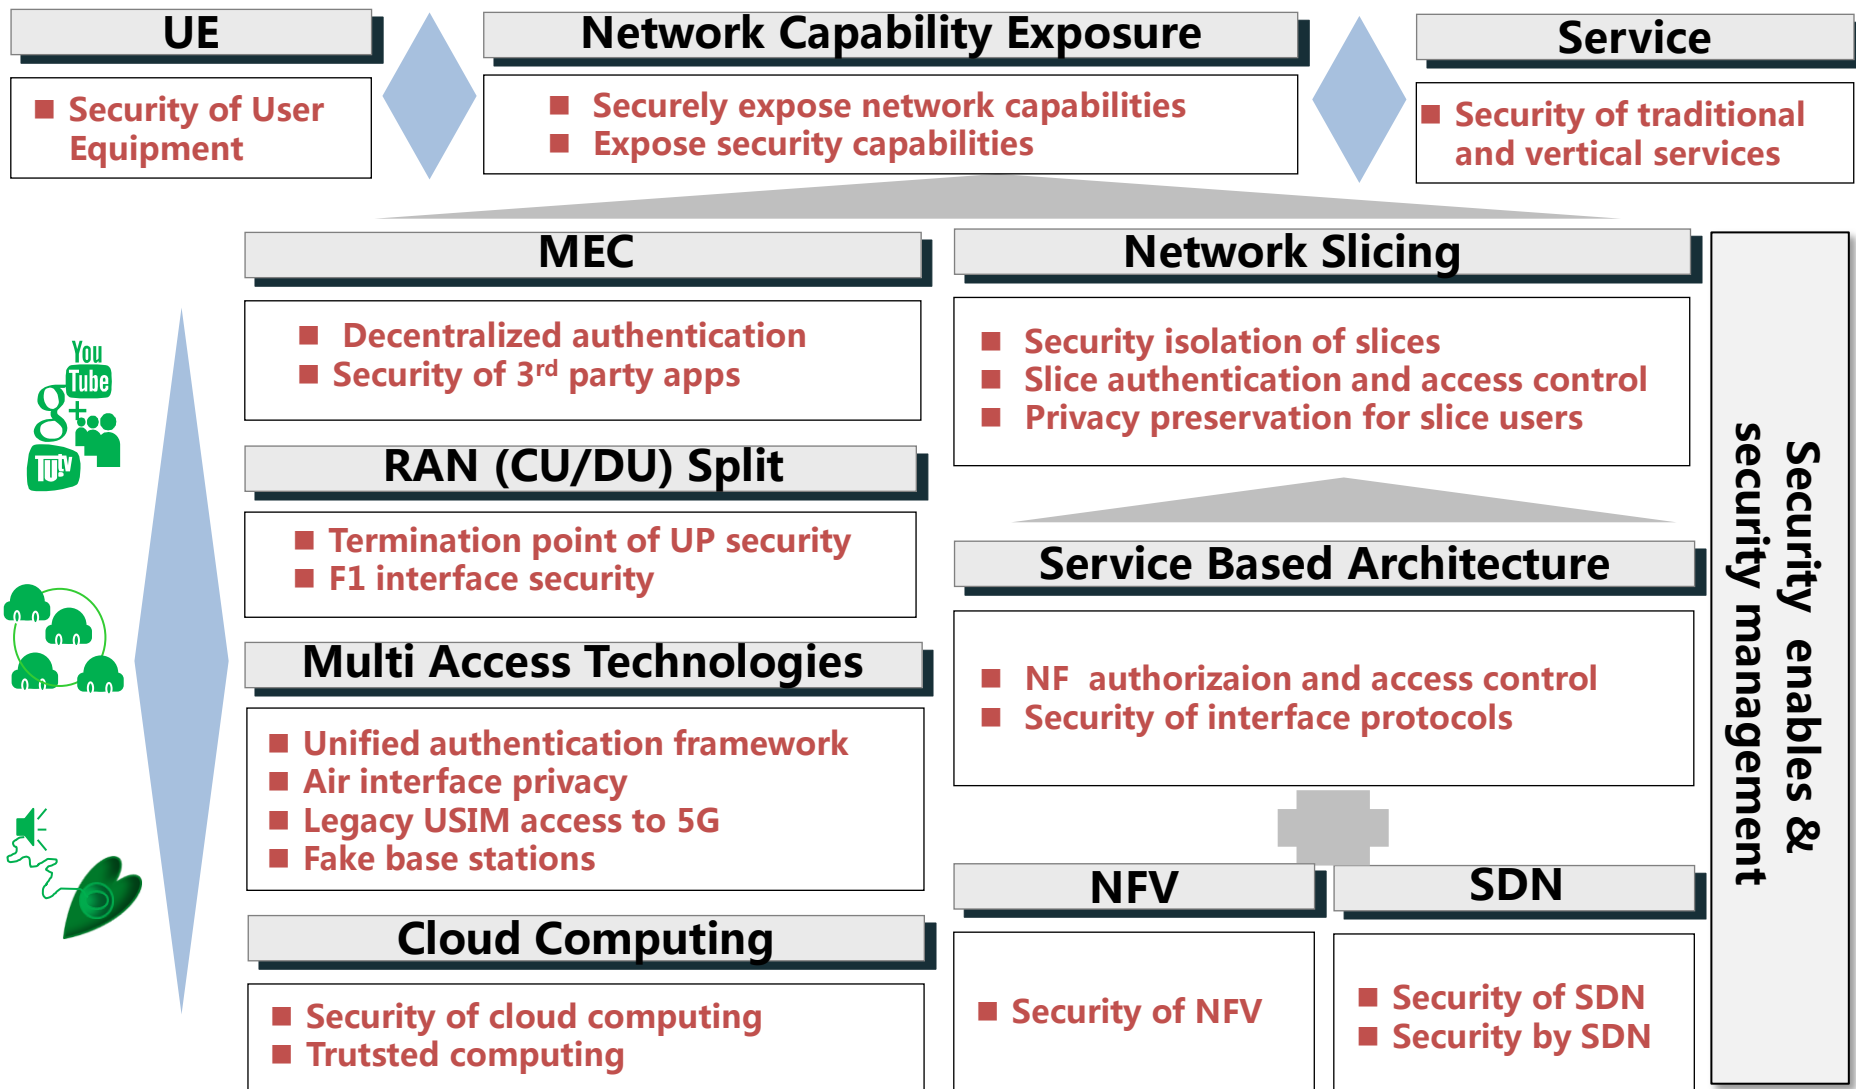 UE
Security of User
Equipment
Network Capability Exposure
Securely expose network capabilities
Expose security capabilities
Service
Security of traditional
and vertical services
MEC
Decentralized authentication
Security of 3rd party apps
RAN (CU/DU) Split
Termination point of UP security
F1 interface security
Multi Access Technologies
Unified authentication framework
Air interface privacy
Legacy USIM access to 5G
Fake base stations
Cloud Computing
Security of cloud computing
Trutsted computing
Network Slicing
Security isolation of slices
Slice authentication and access control
Privacy preservation for slice users
Service Based Architecture
NF authorizaion and access control
Security of interface protocols
NFV
Security of NFV
SDN
Security of SDN
Security by SDN
Security enables &
security management
You
Tube
g+
TU!tv